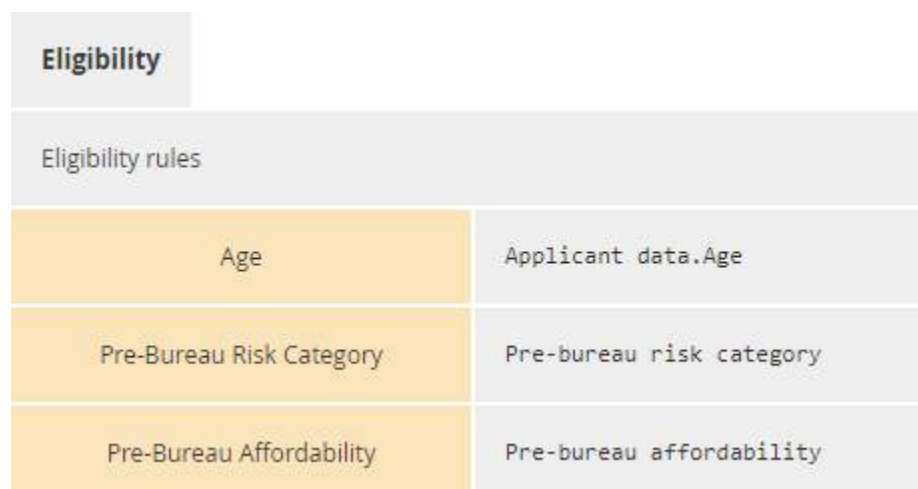 Eligibility
Eligibility rules
Age
Applicant data.Age
Pre-Bureau Risk Category
Pre-bureau risk category
Pre-Bureau Affordability
Pre-bureau affordability